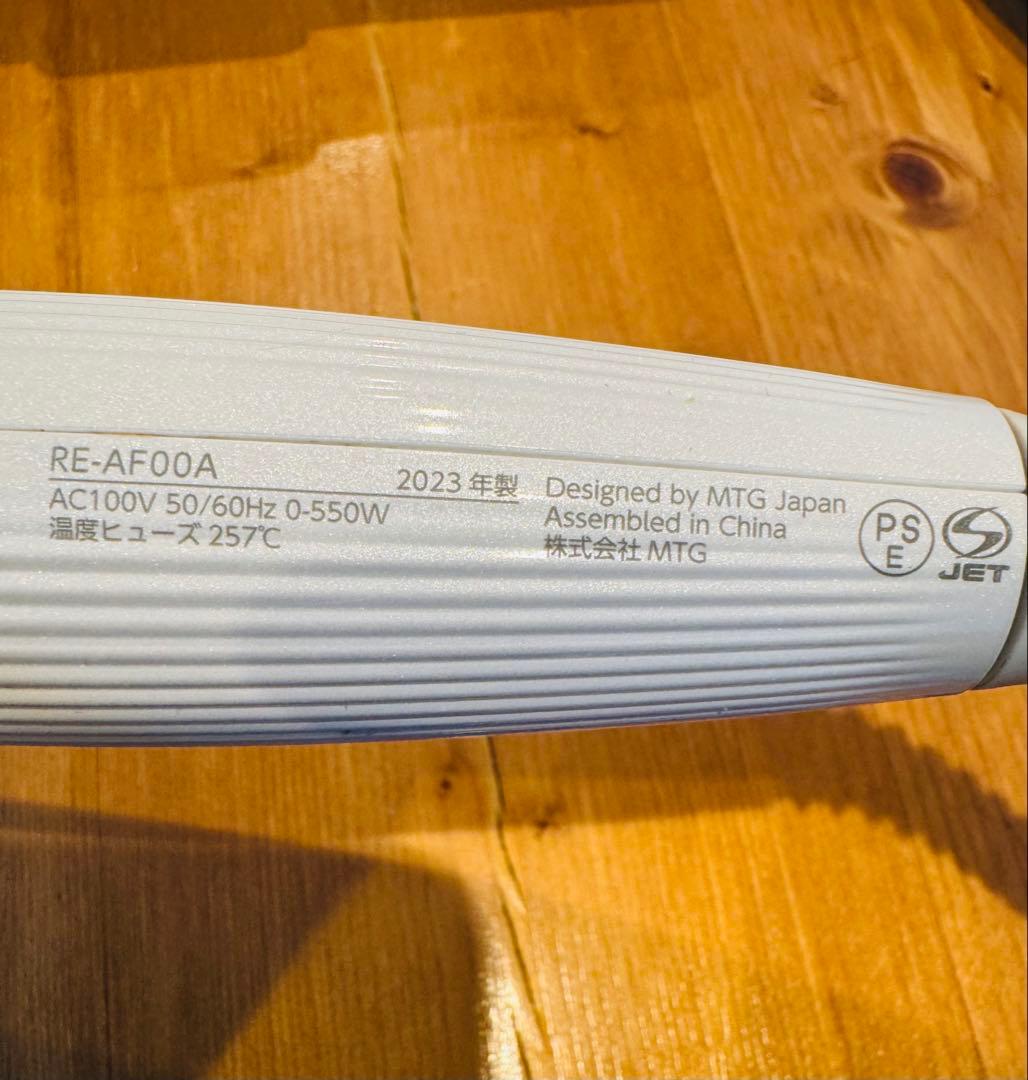 RE-AF00A
2023 年製
AC100V 50/60Hz 0-550W
温度ヒューズ 257℃
Designed by MTG Japan
Assembled in China
株式会社 MTG
PS
E
JET